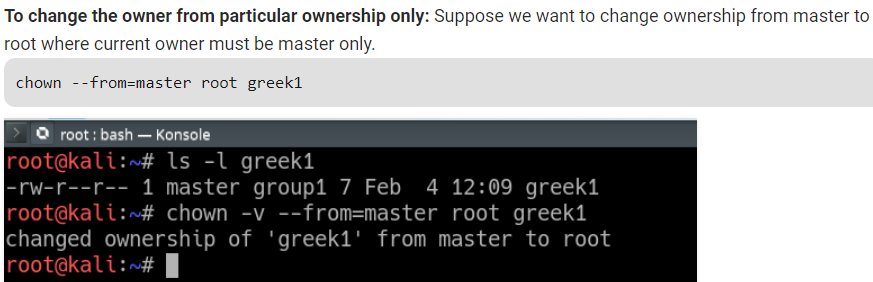 To change the owner from particular ownership only: Suppose we want to change ownership from master to
root where current owner must be master only.
chown --from=master root greek1
root : bash — Konsole
root@kali:~# ls -l greek1
-rw-r--r-- 1 master group1 7 Feb  4 12:09 greek1
root@kali:~# chown -v --from=master root greek1
changed ownership of 'greek1' from master to root
root@kali:~#